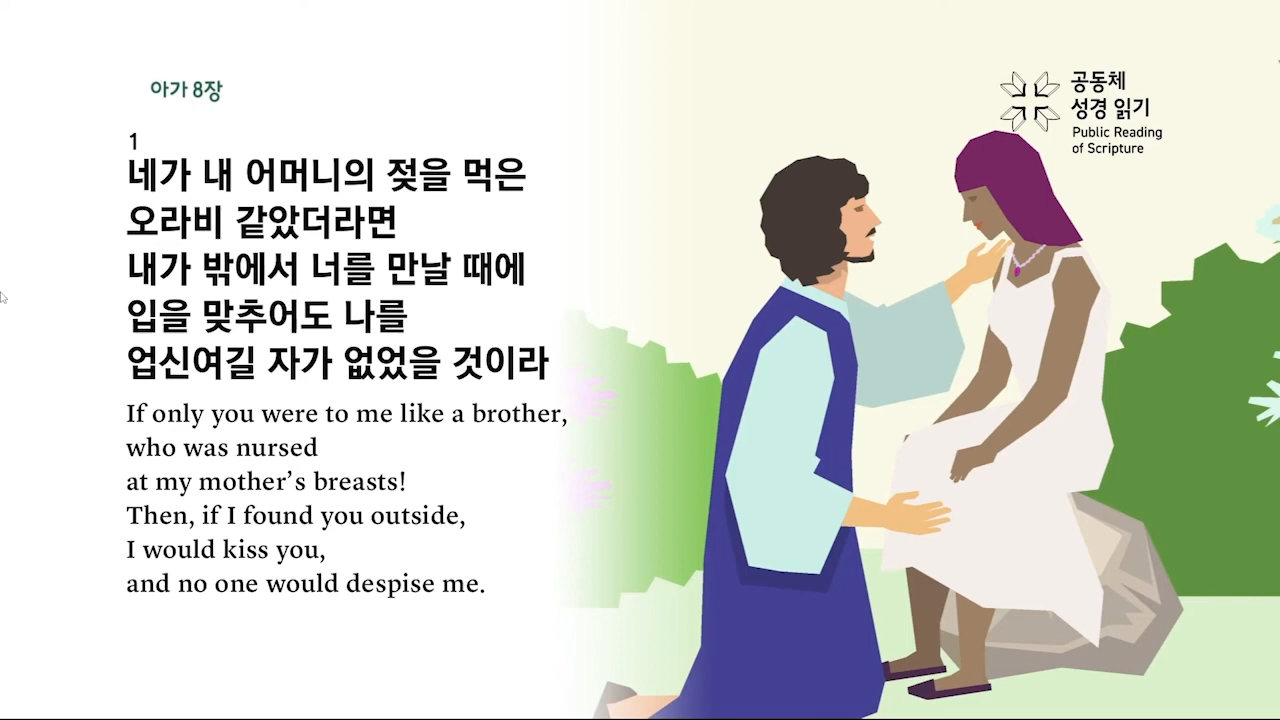 아가 8장
공동체
성경 읽기
Public Reading
of Scripture
1
네가 내 어머니의 젖을 먹은
오라비 같았더라면
내가 밖에서 너를 만날 때에
입을 맞추어도 나를
업신여길 자가 없었을 것이라
If only you were to me like a brother,
who was nursed
at my mother’s breasts!
Then, if I found you outside,
I would kiss you,
and no one would despise me.